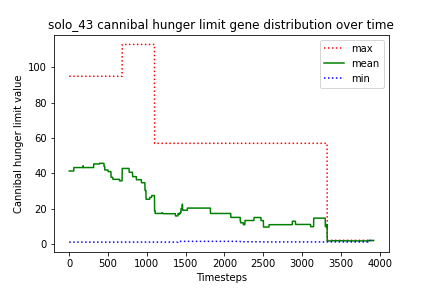 solo_43 cannibal hunger limit gene distribution over time
max
mean
min
Cannibal hunger limit value
100
80
60
40
20
0
0 500 1000 1500 2000 2500 3000 3500 4000
Timesteps